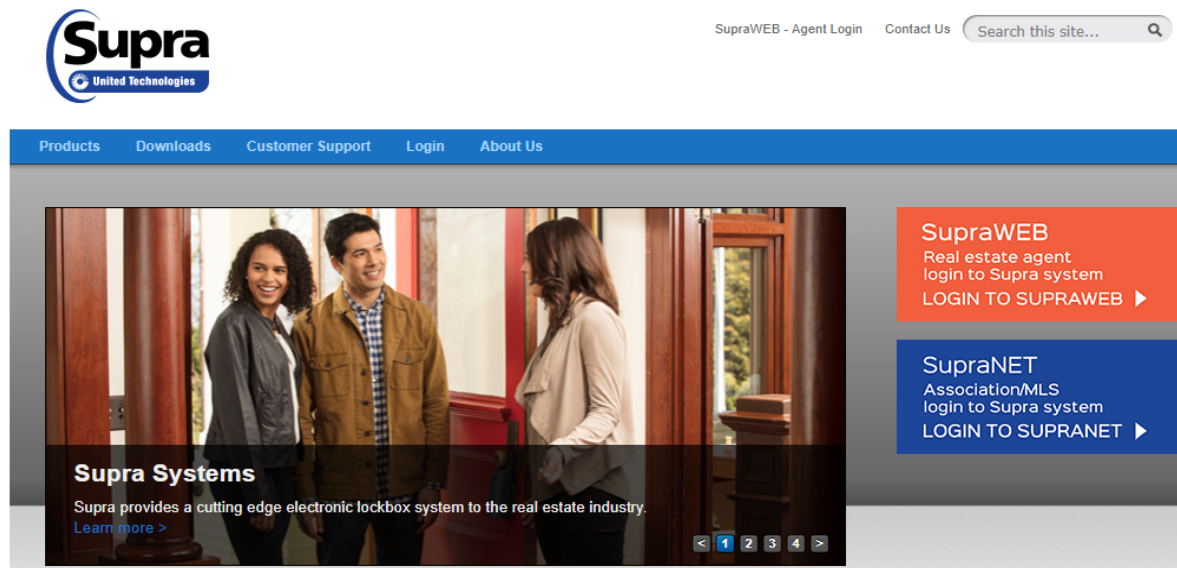 Supra
United Technologies
SupraWEB - Agent Login Contact Us Search this site...
Products Downloads Customer Support Login About Us
SupraWEB
Real estate agent
login to Supra system
LOGIN TO SUPRAWEB
SupraNET
Association/MLS
login to Supra system
LOGIN TO SUPRANET
Supra Systems
Supra provides a cutting edge electronic lockbox system to the real estate industry.
Learn more >
< 1 2 3 4 >